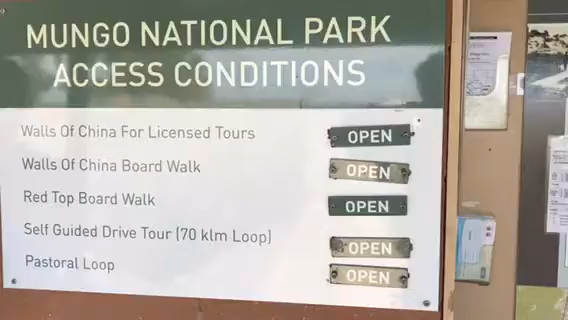 MUNGO NATIONAL PARK
ACCESS CONDITIONS
Walls Of China For Licensed Tours OPEN
Walls Of China Board Walk OPEN
Red Top Board Walk OPEN
Self Guided Drive Tour (70 klm Loop) OPEN
Pastoral Loop OPEN